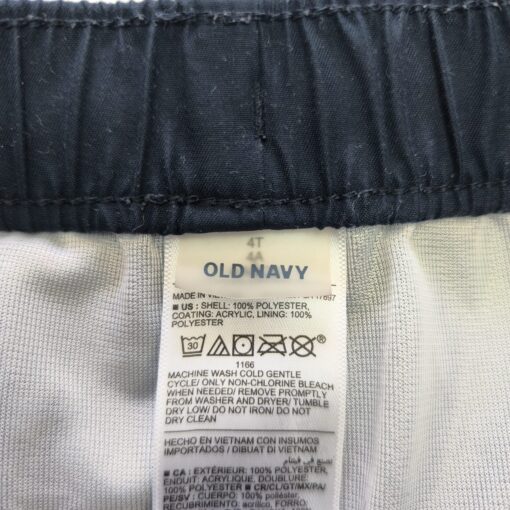 4T
4A
OLD NAVY
MADE IN
■ US : SHELL: 100% POLYESTER,
COATING: ACRYLIC, LINING: 100%
POLYESTER
30
1166
MACHINE WASH COLD GENTLE
CYCLE/ ONLY NON-CHLORINE BLEACH
WHEN NEEDED/ REMOVE PROMPTLY
FROM WASHER AND DRYER/ TUMBLE
DRY LOW/ DO NOT IRON/ DO NOT
DRY CLEAN
HECHO EN VIETNAM CON INSUMOS
IMPORTADOS / DIBUAT DI VIETNAM
صنع في فيتنام
■ CA : EXTÉRIEUR: 100% POLYESTER,
ENDUIT: ACRYLIQUE, DOUBLURE:
100% POLYESTER ■ CR/CL/GT/MX/PA/
PE/SV : CUERPO: 100% poliéster,
RECUBRIMIENTO: acrílico, FORRO: